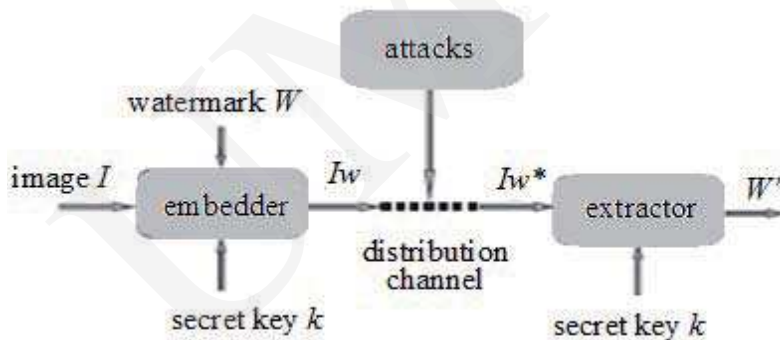 attacks
watermark W
image I
embedder
Iw
Iw*
extractor
distribution
channel
secret key k
secret key k